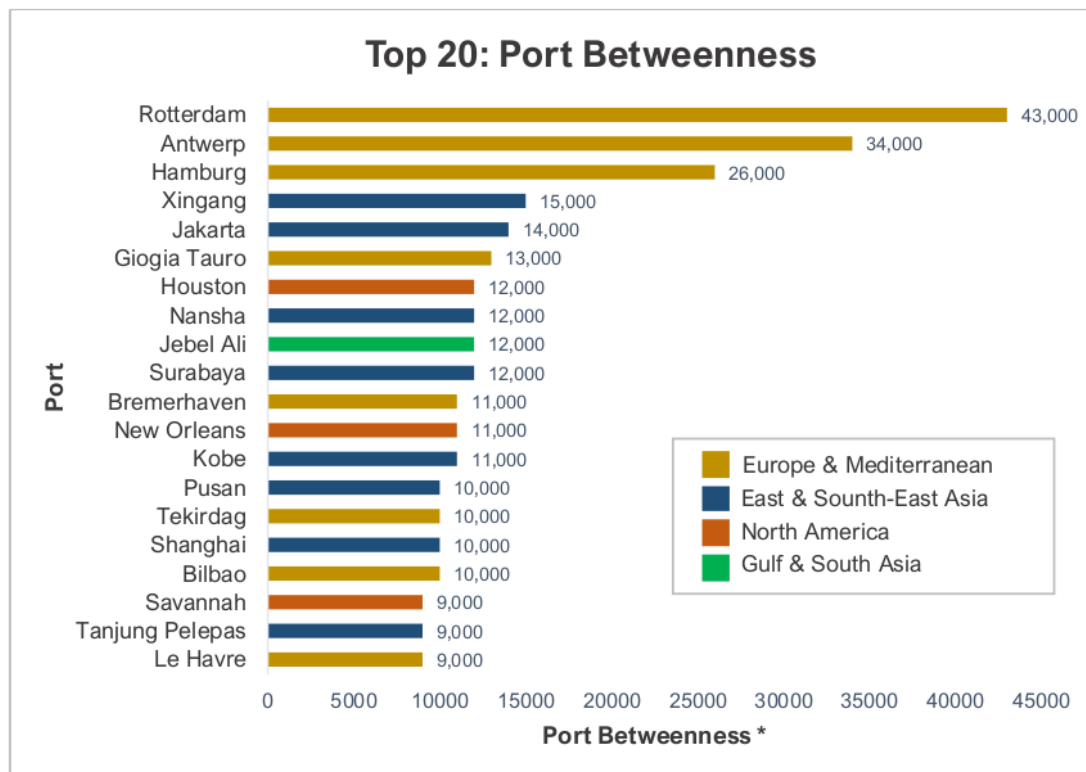 Top 20: Port Betweenness
Rotterdam 43,000
Antwerp 34,000
Hamburg 26,000
Xingang 15,000
Jakarta 14,000
Giogia Tauro 13,000
Houston 12,000
Nansha 12,000
Jebel Ali 12,000
Surabaya 12,000
Bremerhaven 11,000
New Orleans 11,000
Kobe 11,000
Pusan 10,000
Tekirdag 10,000
Shanghai 10,000
Bilbao 10,000
Savannah 9,000
Tanjung Pelepas 9,000
Le Havre 9,000
Port
Europe & Mediterranean
East & Sounth-East Asia
North America
Gulf & South Asia
0 5000 10000 15000 20000 25000 30000 35000 40000 45000
Port Betweenness *